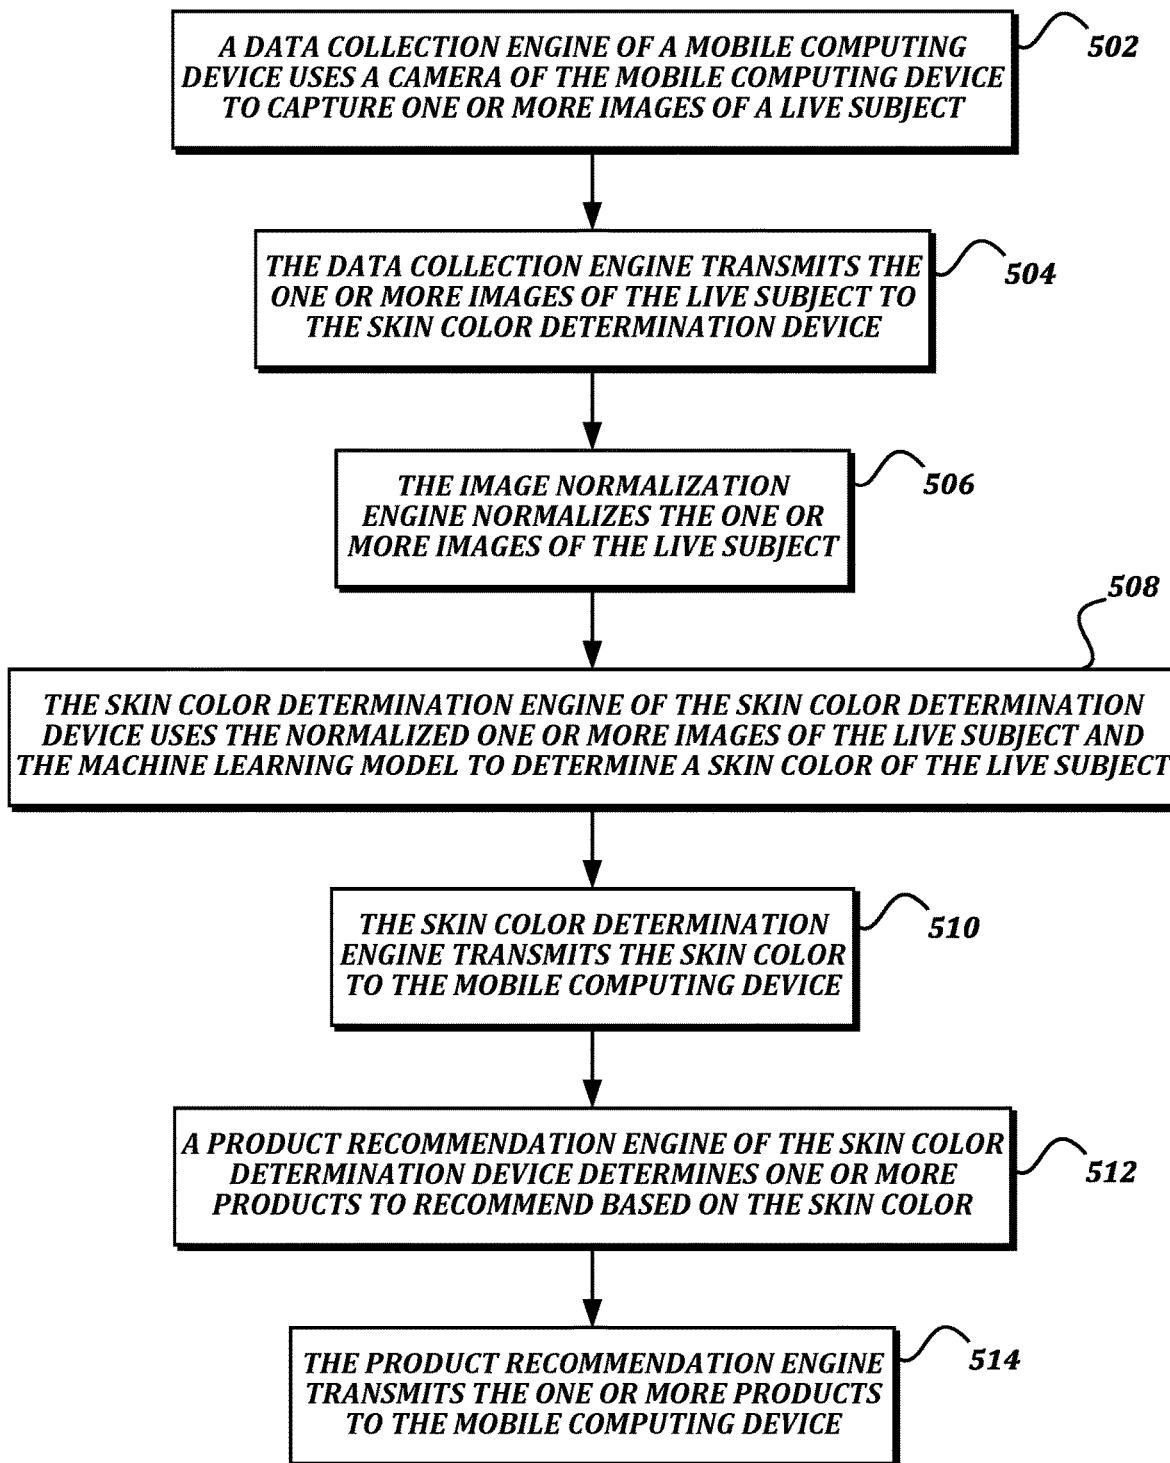 A DATA COLLECTION ENGINE OF A MOBILE COMPUTING
DEVICE USES A CAMERA OF THE MOBILE COMPUTING DEVICE
TO CAPTURE ONE OR MORE IMAGES OF A LIVE SUBJECT
502
THE DATA COLLECTION ENGINE TRANSMITS THE
ONE OR MORE IMAGES OF THE LIVE SUBJECT TO
THE SKIN COLOR DETERMINATION DEVICE
504
THE IMAGE NORMALIZATION
ENGINE NORMALIZES THE ONE OR
MORE IMAGES OF THE LIVE SUBJECT
506
508
THE SKIN COLOR DETERMINATION ENGINE OF THE SKIN COLOR DETERMINATION
DEVICE USES THE NORMALIZED ONE OR MORE IMAGES OF THE LIVE SUBJECT AND
THE MACHINE LEARNING MODEL TO DETERMINE A SKIN COLOR OF THE LIVE SUBJECT
THE SKIN COLOR DETERMINATION
ENGINE TRANSMITS THE SKIN COLOR
TO THE MOBILE COMPUTING DEVICE
510
A PRODUCT RECOMMENDATION ENGINE OF THE SKIN COLOR
DETERMINATION DEVICE DETERMINES ONE OR MORE
PRODUCTS TO RECOMMEND BASED ON THE SKIN COLOR
512
THE PRODUCT RECOMMENDATION ENGINE
TRANSMITS THE ONE OR MORE PRODUCTS
TO THE MOBILE COMPUTING DEVICE
514